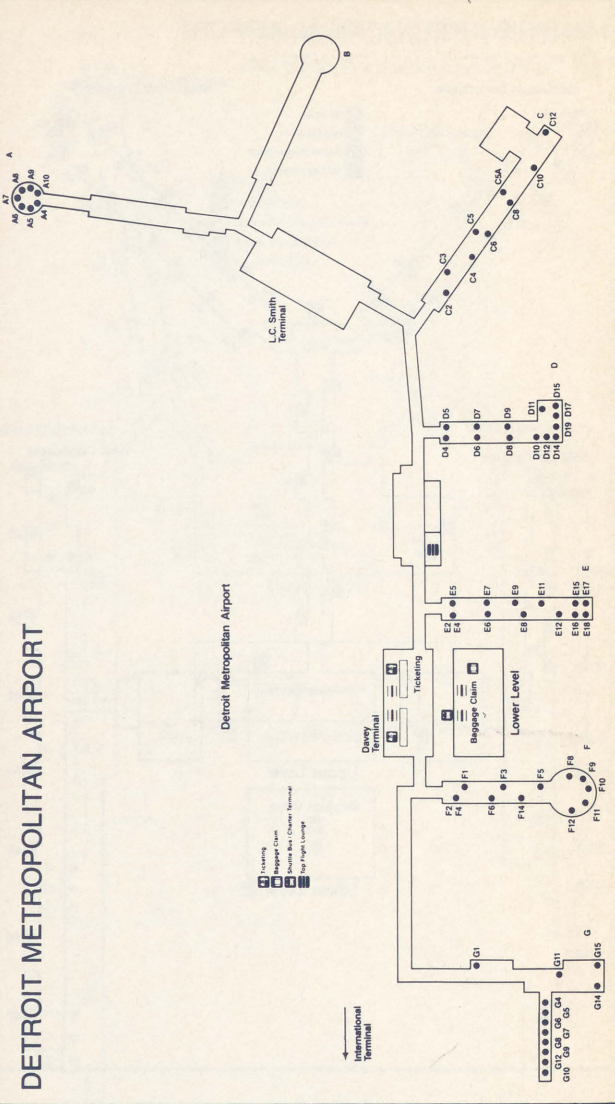 DETROIT METROPOLITAN AIRPORT
Detroit Metropolitan Airport
Ticketing
Baggage Claim
Shuttle Bus / Charter Terminal
Top Flight Lounge
International
Terminal
Davey
Terminal
Ticketing
Baggage Claim
Lower Level
L.C. Smith
Terminal
A
A7
A6
A8
A5
A9
A4
A10
B
C
C2
C3
C4
C5
C6
C5A
C8
C10
C12
D
D4
D5
D6
D7
D8
D9
D10
D11
D12
D14
D15
D17
D19
E
E2
E4
E5
E6
E7
E8
E9
E11
E12
E15
E16
E17
E18
F
F2
F4
F1
F6
F3
F14
F5
F8
F9
F10
F11
F12
G
G1
G11
G14
G15
G4
G5
G6
G7
G8
G9
G12
G10